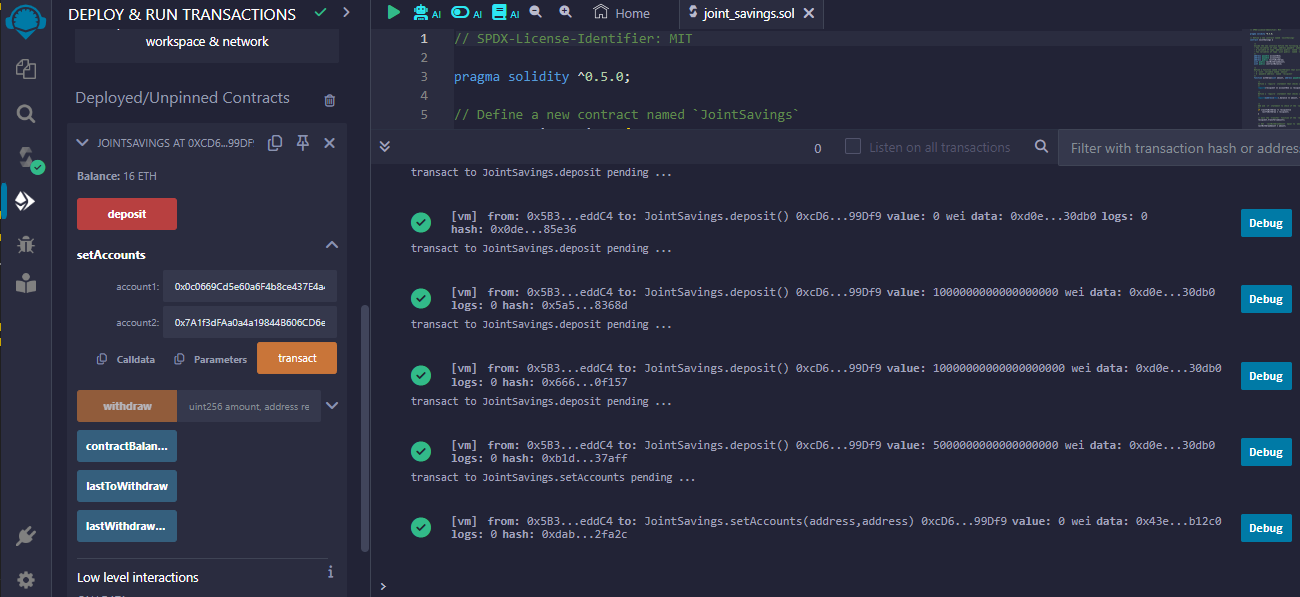 DEPLOY & RUN TRANSACTIONS
workspace & network
Deployed/Unpinned Contracts
JOINTSAVINGS AT 0XCD6...99DF
Balance: 16 ETH
deposit
setAccounts
account1: 0x0c0669Cd5e60a6F4b8ce437E4a
account2: 0x7A1f3dFAa0a4a19844B606CD6e
Calldata Parameters transact
withdraw uint256 amount, address re
contractBalan...
lastToWithdraw
lastWithdraw...
Low level interactions
AI AI AI Home joint_savings.sol
1 // SPDX-License-Identifier: MIT
2
3 pragma solidity ^0.5.0;
4
5 // Define a new contract named `JointSavings`
0 Listen on all transactions Filter with transaction hash or addres
transact to JointSavings.deposit pending ...
[vm] from: 0x5B3...eddC4 to: JointSavings.deposit() 0xcD6...99Df9 value: 0 wei data: 0xd0e...30db0 logs: 0
hash: 0x0de...85e36
Debug
transact to JointSavings.deposit pending ...
[vm] from: 0x5B3...eddC4 to: JointSavings.deposit() 0xcD6...99Df9 value: 1000000000000000000 wei data: 0xd0e...30db0
logs: 0 hash: 0x5a5...8368d
Debug
transact to JointSavings.deposit pending ...
[vm] from: 0x5B3...eddC4 to: JointSavings.deposit() 0xcD6...99Df9 value: 10000000000000000000 wei data: 0xd0e...30db0
logs: 0 hash: 0x666...0f157
Debug
transact to JointSavings.deposit pending ...
[vm] from: 0x5B3...eddC4 to: JointSavings.deposit() 0xcD6...99Df9 value: 5000000000000000000 wei data: 0xd0e...30db0
logs: 0 hash: 0xb1d...37aff
Debug
transact to JointSavings.setAccounts pending ...
[vm] from: 0x5B3...eddC4 to: JointSavings.setAccounts(address,address) 0xcD6...99Df9 value: 0 wei data: 0x43e...b12c0
logs: 0 hash: 0xdab...2fa2c
Debug
>